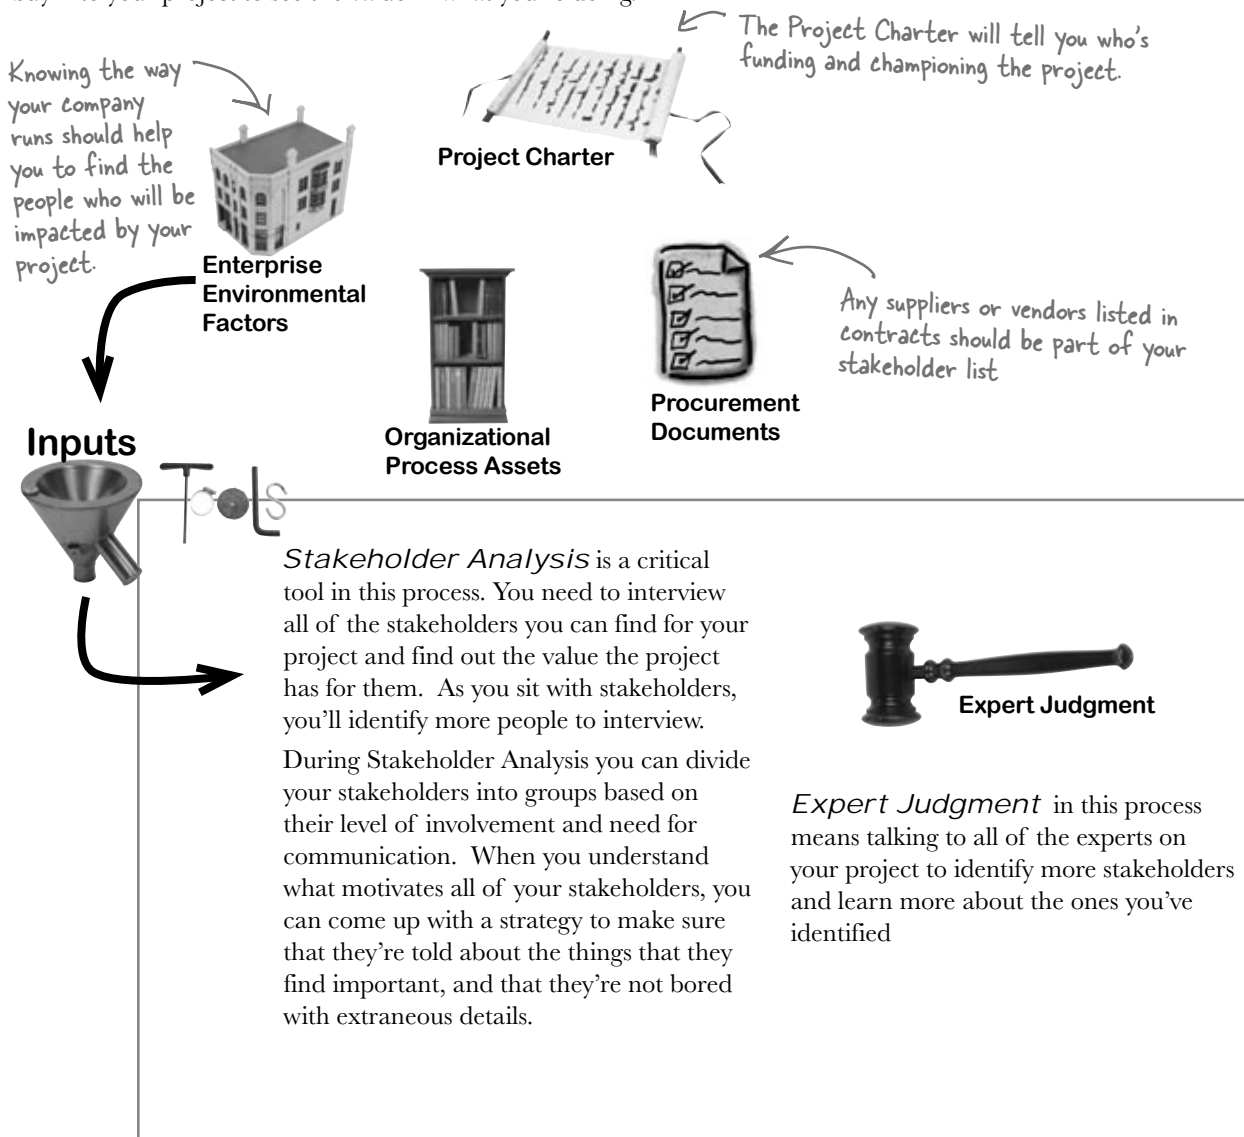 The Project Charter will tell you who's
funding and championing the project.
Knowing the way
your company
runs should help
you to find the
people who will be
impacted by your
project.
Project Charter
Enterprise
Environmental
Factors
Any suppliers or vendors listed in
contracts should be part of your
stakeholder list
Procurement
Documents
Organizational
Process Assets
Inputs
Tools
Stakeholder Analysis is a critical
tool in this process. You need to interview
all of the stakeholders you can find for your
project and find out the value the project
has for them. As you sit with stakeholders,
you'll identify more people to interview.
During Stakeholder Analysis you can divide
your stakeholders into groups based on
their level of involvement and need for
communication. When you understand
what motivates all of your stakeholders, you
can come up with a strategy to make sure
that they're told about the things that they
find important, and that they're not bored
with extraneous details.
Expert Judgment
Expert Judgment in this process
means talking to all of the experts on
your project to identify more stakeholders
and learn more about the ones you've
identified